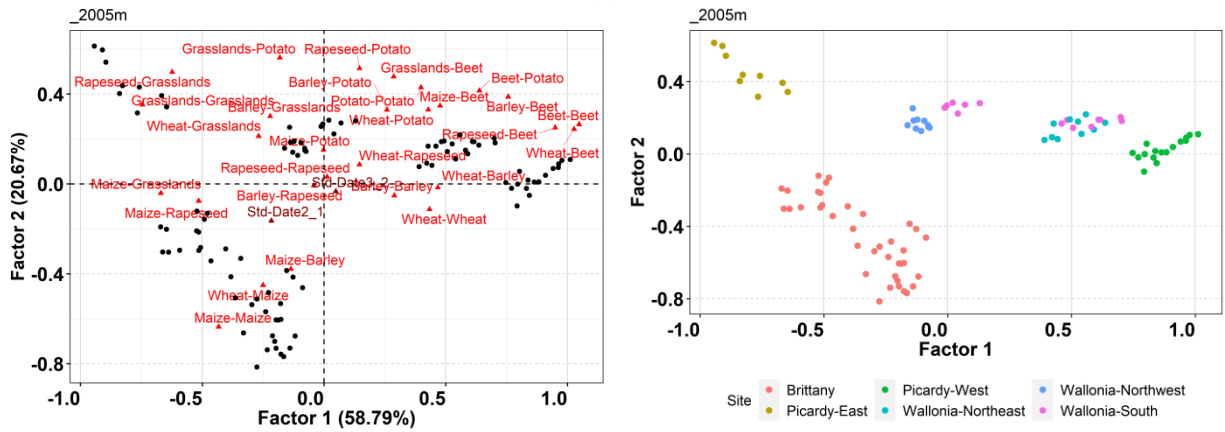 _2005m
Grasslands-Potato
Rapeseed-Potato
Rapeseed-Grasslands
Barley-Potato
Grasslands-Beet
Beet-Potato
Grasslands-Grasslands
Potato-Potato
Maize-Beet
Barley-Grasslands
Barley-Beet
Wheat-Grasslands
Wheat-Potato
Rapeseed-Beet
Beet-Beet
Maize-Potato
Wheat-Rapeseed
Wheat-Beet
Rapeseed-Rapeseed
Wheat-Barley
Maize-Grasslands
Std-Date3_2
Barley-Barley
Barley-Rapeseed
Maize-Rapeseed
Std-Date2_1
Wheat-Wheat
Maize-Barley
Wheat-Maize
Maize-Maize
0.4
0.0
-0.4
-0.8
Factor 2 (20.67%)
-1.0 -0.5 0.0 0.5 1.0
Factor 1 (58.79%)
_2005m
0.4
0.0
-0.4
-0.8
Factor 2
-1.0 -0.5 0.0 0.5 1.0
Factor 1
Site
Brittany
Picardy-West
Wallonia-Northwest
Picardy-East
Wallonia-Northeast
Wallonia-South